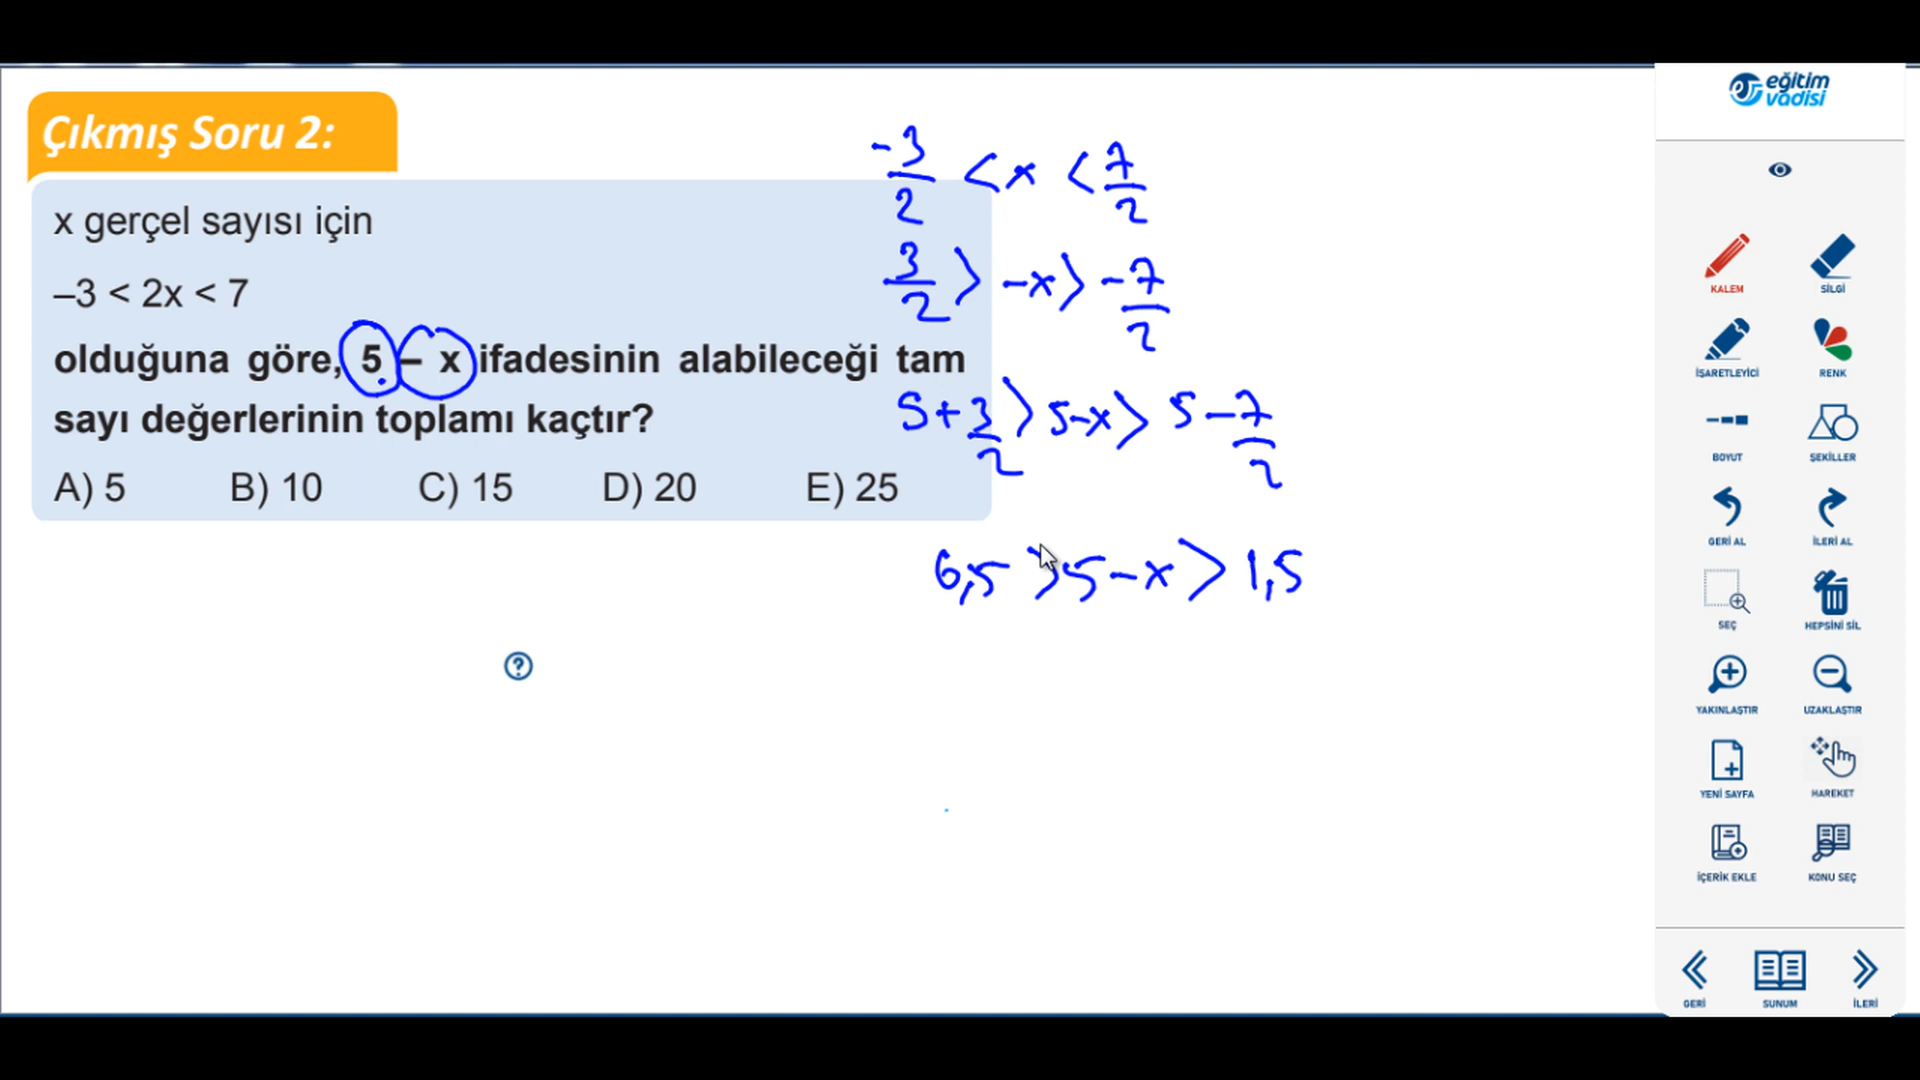 Çıkmış Soru 2:
x gerçel sayısı için
–3 < 2x < 7
olduğuna göre, 5 – x ifadesinin alabileceği tam
sayı değerlerinin toplamı kaçtır?
A) 5 B) 10 C) 15 D) 20 E) 25
-3/2 < x < 7/2
3/2 > -x > -7/2
5+3/2 > 5-x > 5-7/2
6,5 > 5-x > 1,5
eğitim
vadisi
KALEM SİLGİ
İŞARETLEYİCİ RENK
BOYUT ŞEKİLLER
GERİ AL İLERİ AL
SEÇ HEPSİNİ SİL
YAKINLAŞTIR UZAKLAŞTIR
YENİ SAYFA HAREKET
İÇERİK EKLE KONU SEÇ
GERİ SUNUM İLERİ